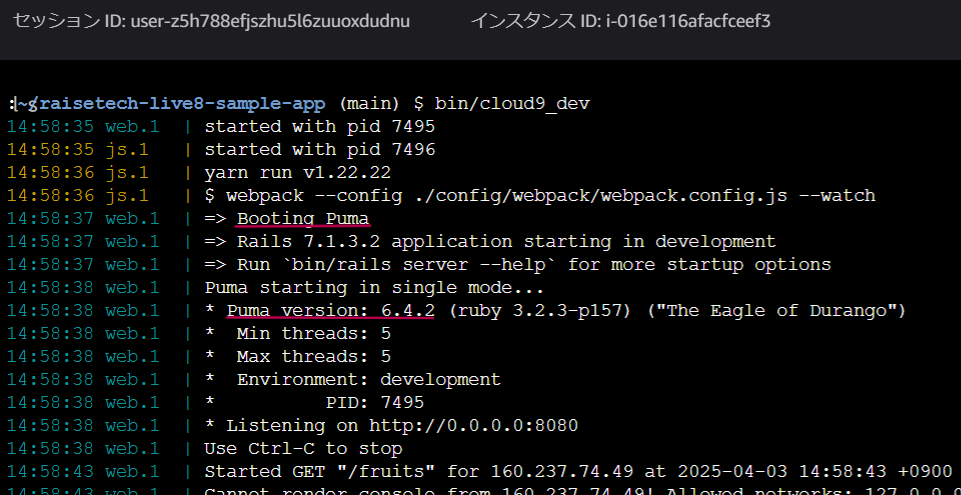 セッション ID: user-z5h788efjszhu5l6zuuoxdudnu インスタンス ID: i-016e116afacfceef3
raisetech-live8-sample-app (main) $ bin/cloud9_dev
14:58:35 web.1 | started with pid 7495
14:58:35 js.1 | started with pid 7496
14:58:36 js.1 | yarn run v1.22.22
14:58:36 js.1 | $ webpack --config ./config/webpack/webpack.config.js --watch
14:58:37 web.1 | => Booting Puma
14:58:37 web.1 | => Rails 7.1.3.2 application starting in development
14:58:37 web.1 | => Run `bin/rails server --help` for more startup options
14:58:38 web.1 | Puma starting in single mode...
14:58:38 web.1 | * Puma version: 6.4.2 (ruby 3.2.3-p157) ("The Eagle of Durango")
14:58:38 web.1 | * Min threads: 5
14:58:38 web.1 | * Max threads: 5
14:58:38 web.1 | * Environment: development
14:58:38 web.1 | * PID: 7495
14:58:38 web.1 | * Listening on http://0.0.0.0:8080
14:58:38 web.1 | Use Ctrl-C to stop
14:58:43 web.1 | Started GET "/fruits" for 160.237.74.49 at 2025-04-03 14:58:43 +0900
14:58:43 web.1 | Cannot render console from 160.237.74.49! Allowed networks: 127.0.0